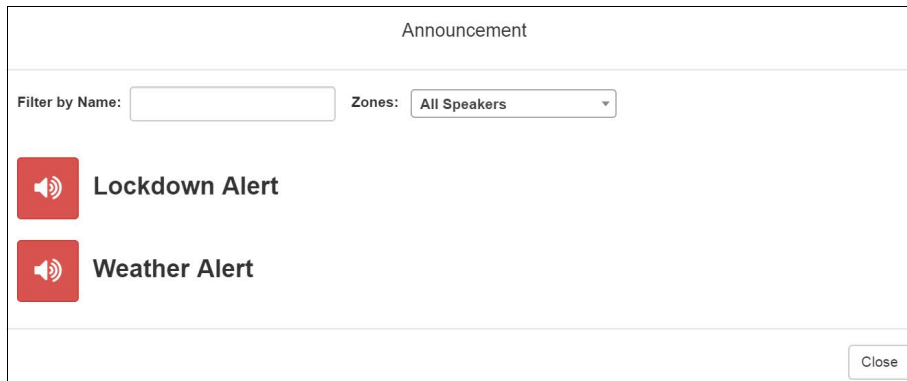 Announcement
Filter by Name: Zones: All Speakers
Lockdown Alert
Weather Alert
Close